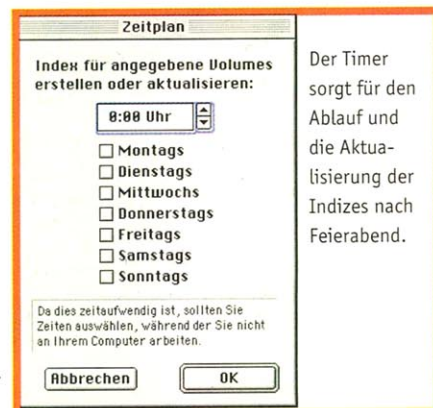 Zeitplan
Index für angegebene Volumes
erstellen oder aktualisieren:
0:00 Uhr
Montags
Dienstags
Mittwochs
Donnerstags
Freitags
Samstags
Sonntags
Da dies zeitaufwendig ist, sollten Sie
Zeiten auswählen, während der Sie nicht
an Ihrem Computer arbeiten.
Abbrechen
OK
Der Timer
sorgt für den
Ablauf und
die Aktua-
lisierung der
Indizes nach
Feierabend.